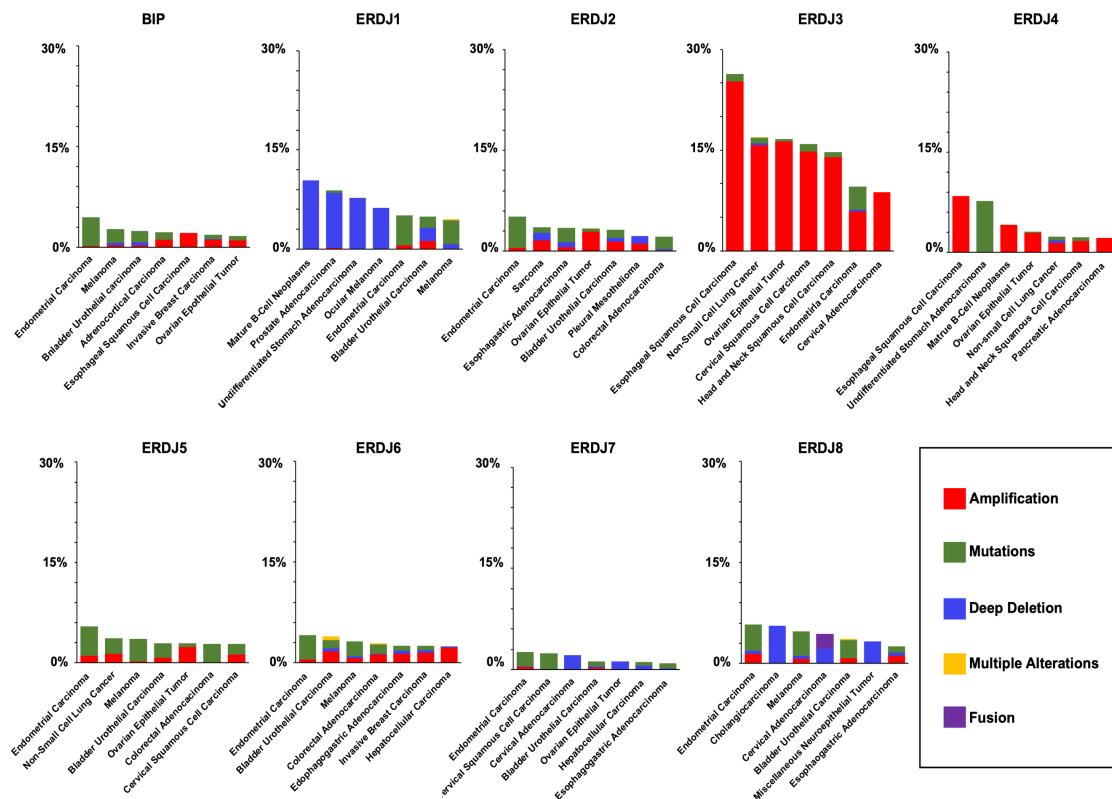 BIP
30%
15%
0%
Endometrial Carcinoma
Melanoma
Bnladder Urothelial carcinoma
Adrenocortical Carcinoma
Esophageal Squamous Cell Carcinoma
Invasive Breast Carcinoma
Ovarian Epithelial Tumor
ERDJ1
30%
15%
0%
Mature B-Cell Neoplasms
Prostate Adenocarcinoma
Undifferentiated Stomach Adenocarcinoma
Ocular Melanoma
Endometrial Carcinoma
Bladder Urothelial Carcinoma
Melanoma
ERDJ2
30%
15%
0%
Endometrial Carcinoma
Sarcoma
Esophagastric Adenocarcinoma
Ovarian Epithelial Tumor
Bladder Urothelial Carcinoma
Pleural Mesothelioma
Colorectal Adenocarcinoma
ERDJ3
30%
15%
0%
Esophageal Squamous Cell Carcinoma
Non-Small Cell Lung Cancer
Ovarian Epithelial Tumor
Cervical Squamous Cell Carcinoma
Head and Neck Squamous Cell Carcinoma
Endometrial Carcinoma
Cervical Adenocarcinoma
ERDJ4
30%
15%
0%
Esophageal Squamous Cell Carcinoma
Undifferentiated Stomach Adenocarcinoma
Matrue B-Cell Neoplasma
Ovarian Epithelial Tumor
Non-small Cell Lung Cancer
Head and Neck Squamous Cell Carcinoma
Pancreatic Adenocarcinoma
ERDJ5
30%
15%
0%
Endometrial Carcinoma
Non-Small Cell Lung Cancer
Melanoma
Bladder Urothelial Carcinoma
Ovarian Epithelial Tumor
Colorectal Adenocarcinoma
Cervical Squamous Cell Carcinoma
ERDJ6
30%
15%
0%
Endometrial Carcinoma
Bladder Urothelial Carcinoma
Melanoma
Colorectal Adenocarcinoma
Edophagogastric Adenocarcinoma
Invasive Breast Carcinoma
Hepatocellular Carcinoma
ERDJ7
30%
15%
0%
Endometrial Carcinoma
Cervical Squamous Cell Carcinoma
Cervical Adenocarcinoma
Bladder Urothelial Carcinoma
Ovarian Epithelial Tumor
Hepatocellular Carcinoma
Esophagogastric Adenocarcinoma
ERDJ8
30%
15%
0%
Endometrial Carcinoma
Cholangiocarcinoma
Melanoma
Cervical Adenocarcinoma
Bladder Urothelial Carcinoma
Miscellaneous Neuroepitelial Tumor
Esophaogastric Adenocarcinoma
Amplification
Mutations
Deep Deletion
Multiple Alterations
Fusion